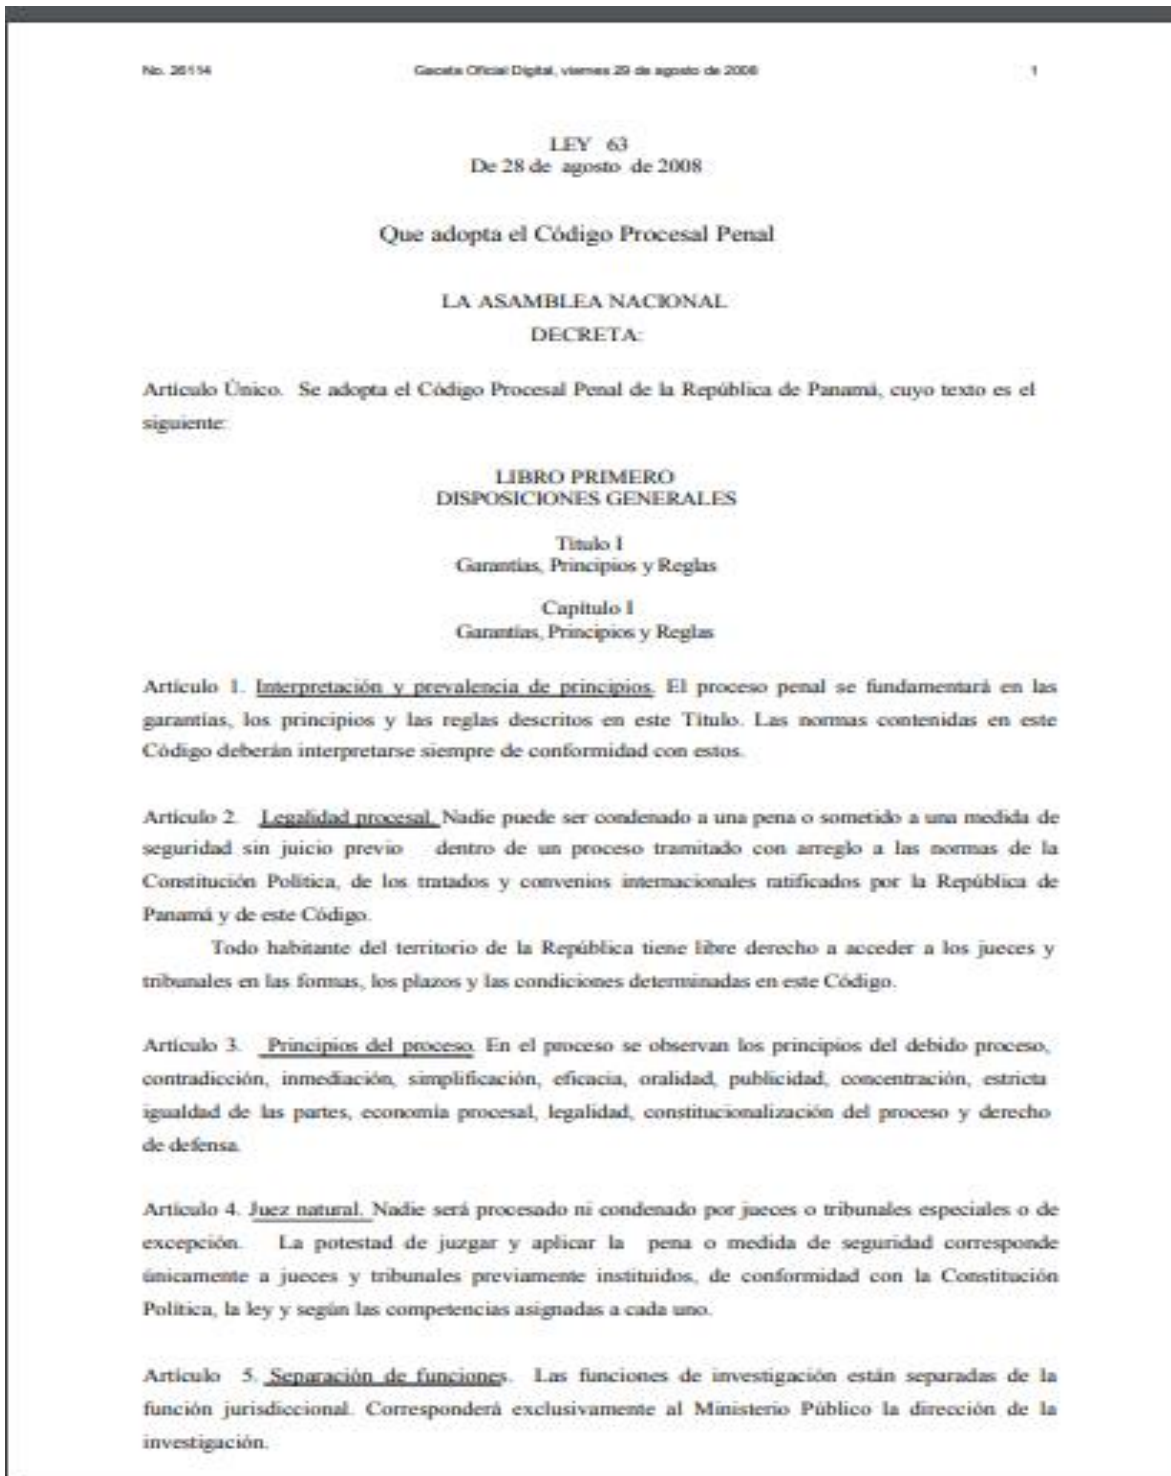 No. 26114 Gaceta Oficial Digital, viernes 29 de agosto de 2008 1
LEY 63
De 28 de agosto de 2008
Que adopta el Código Procesal Penal
LA ASAMBLEA NACIONAL
DECRETA:
Artículo Único. Se adopta el Código Procesal Penal de la República de Panamá, cuyo texto es el
siguiente:
LIBRO PRIMERO
DISPOSICIONES GENERALES
Título I
Garantías, Principios y Reglas
Capítulo I
Garantías, Principios y Reglas
Artículo 1. Interpretación y prevalencia de principios. El proceso penal se fundamentará en las
garantías, los principios y las reglas descritos en este Título. Las normas contenidas en este
Código deberán interpretarse siempre de conformidad con estos.
Artículo 2. Legalidad procesal. Nadie puede ser condenado a una pena o sometido a una medida de
seguridad sin juicio previo dentro de un proceso tramitado con arreglo a las normas de la
Constitución Política, de los tratados y convenios internacionales ratificados por la República de
Panamá y de este Código.
Todo habitante del territorio de la República tiene libre derecho a acceder a los jueces y
tribunales en las formas, los plazos y las condiciones determinadas en este Código.
Artículo 3. Principios del proceso. En el proceso se observan los principios del debido proceso,
contradicción, inmediación, simplificación, eficacia, oralidad, publicidad, concentración, estricta
igualdad de las partes, economía procesal, legalidad, constitucionalización del proceso y derecho
de defensa.
Artículo 4. Juez natural. Nadie será procesado ni condenado por jueces o tribunales especiales o de
excepción. La potestad de juzgar y aplicar la pena o medida de seguridad corresponde
únicamente a jueces y tribunales previamente instituidos, de conformidad con la Constitución
Política, la ley y según las competencias asignadas a cada uno.
Artículo 5. Separación de funciones. Las funciones de investigación están separadas de la
función jurisdiccional. Corresponderá exclusivamente al Ministerio Público la dirección de la
investigación.